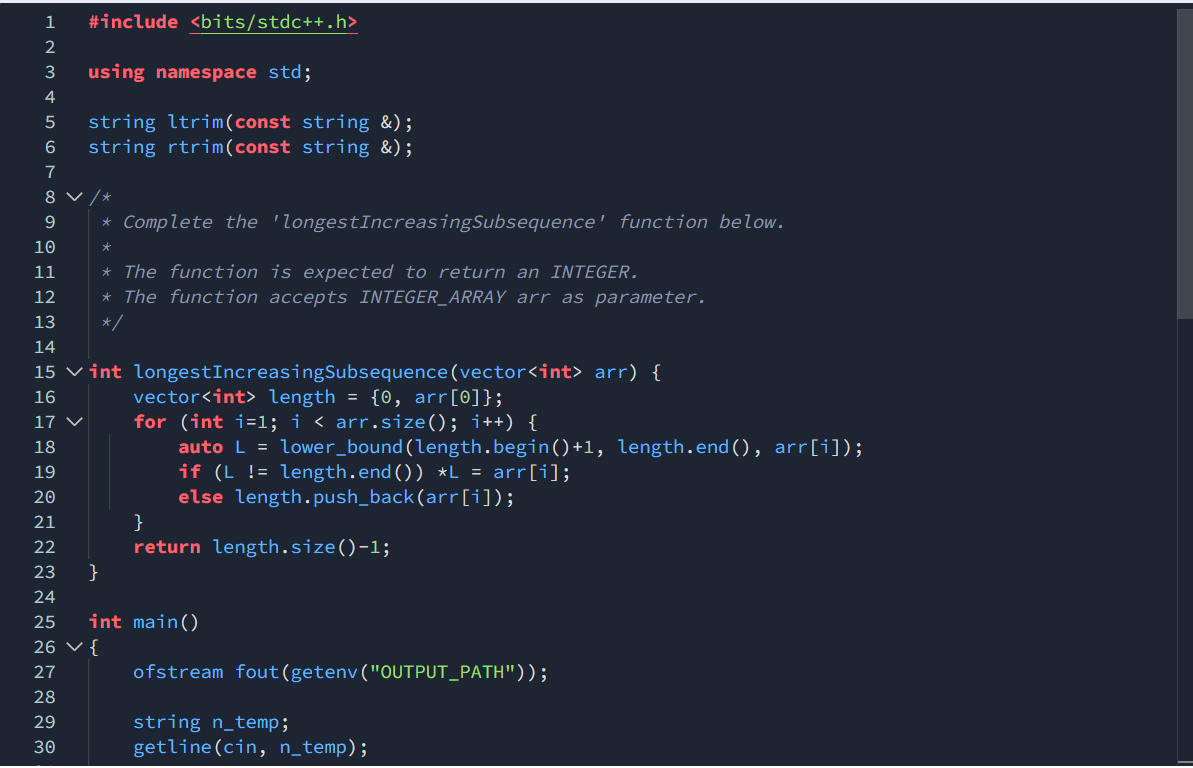 1 #include <bits/stdc++.h>
2
3 using namespace std;
4
5 string ltrim(const string &);
6 string rtrim(const string &);
7
8 /*
9 * Complete the 'longestIncreasingSubsequence' function below.
10 *
11 * The function is expected to return an INTEGER.
12 * The function accepts INTEGER_ARRAY arr as parameter.
13 */
14
15 int longestIncreasingSubsequence(vector<int> arr) {
16     vector<int> length = {0, arr[0]};
17     for (int i=1; i < arr.size(); i++) {
18         auto L = lower_bound(length.begin()+1, length.end(), arr[i]);
19         if (L != length.end()) *L = arr[i];
20         else length.push_back(arr[i]);
21     }
22     return length.size()-1;
23 }
24
25 int main()
26 {
27     ofstream fout(getenv("OUTPUT_PATH"));
28
29     string n_temp;
30     getline(cin, n_temp);